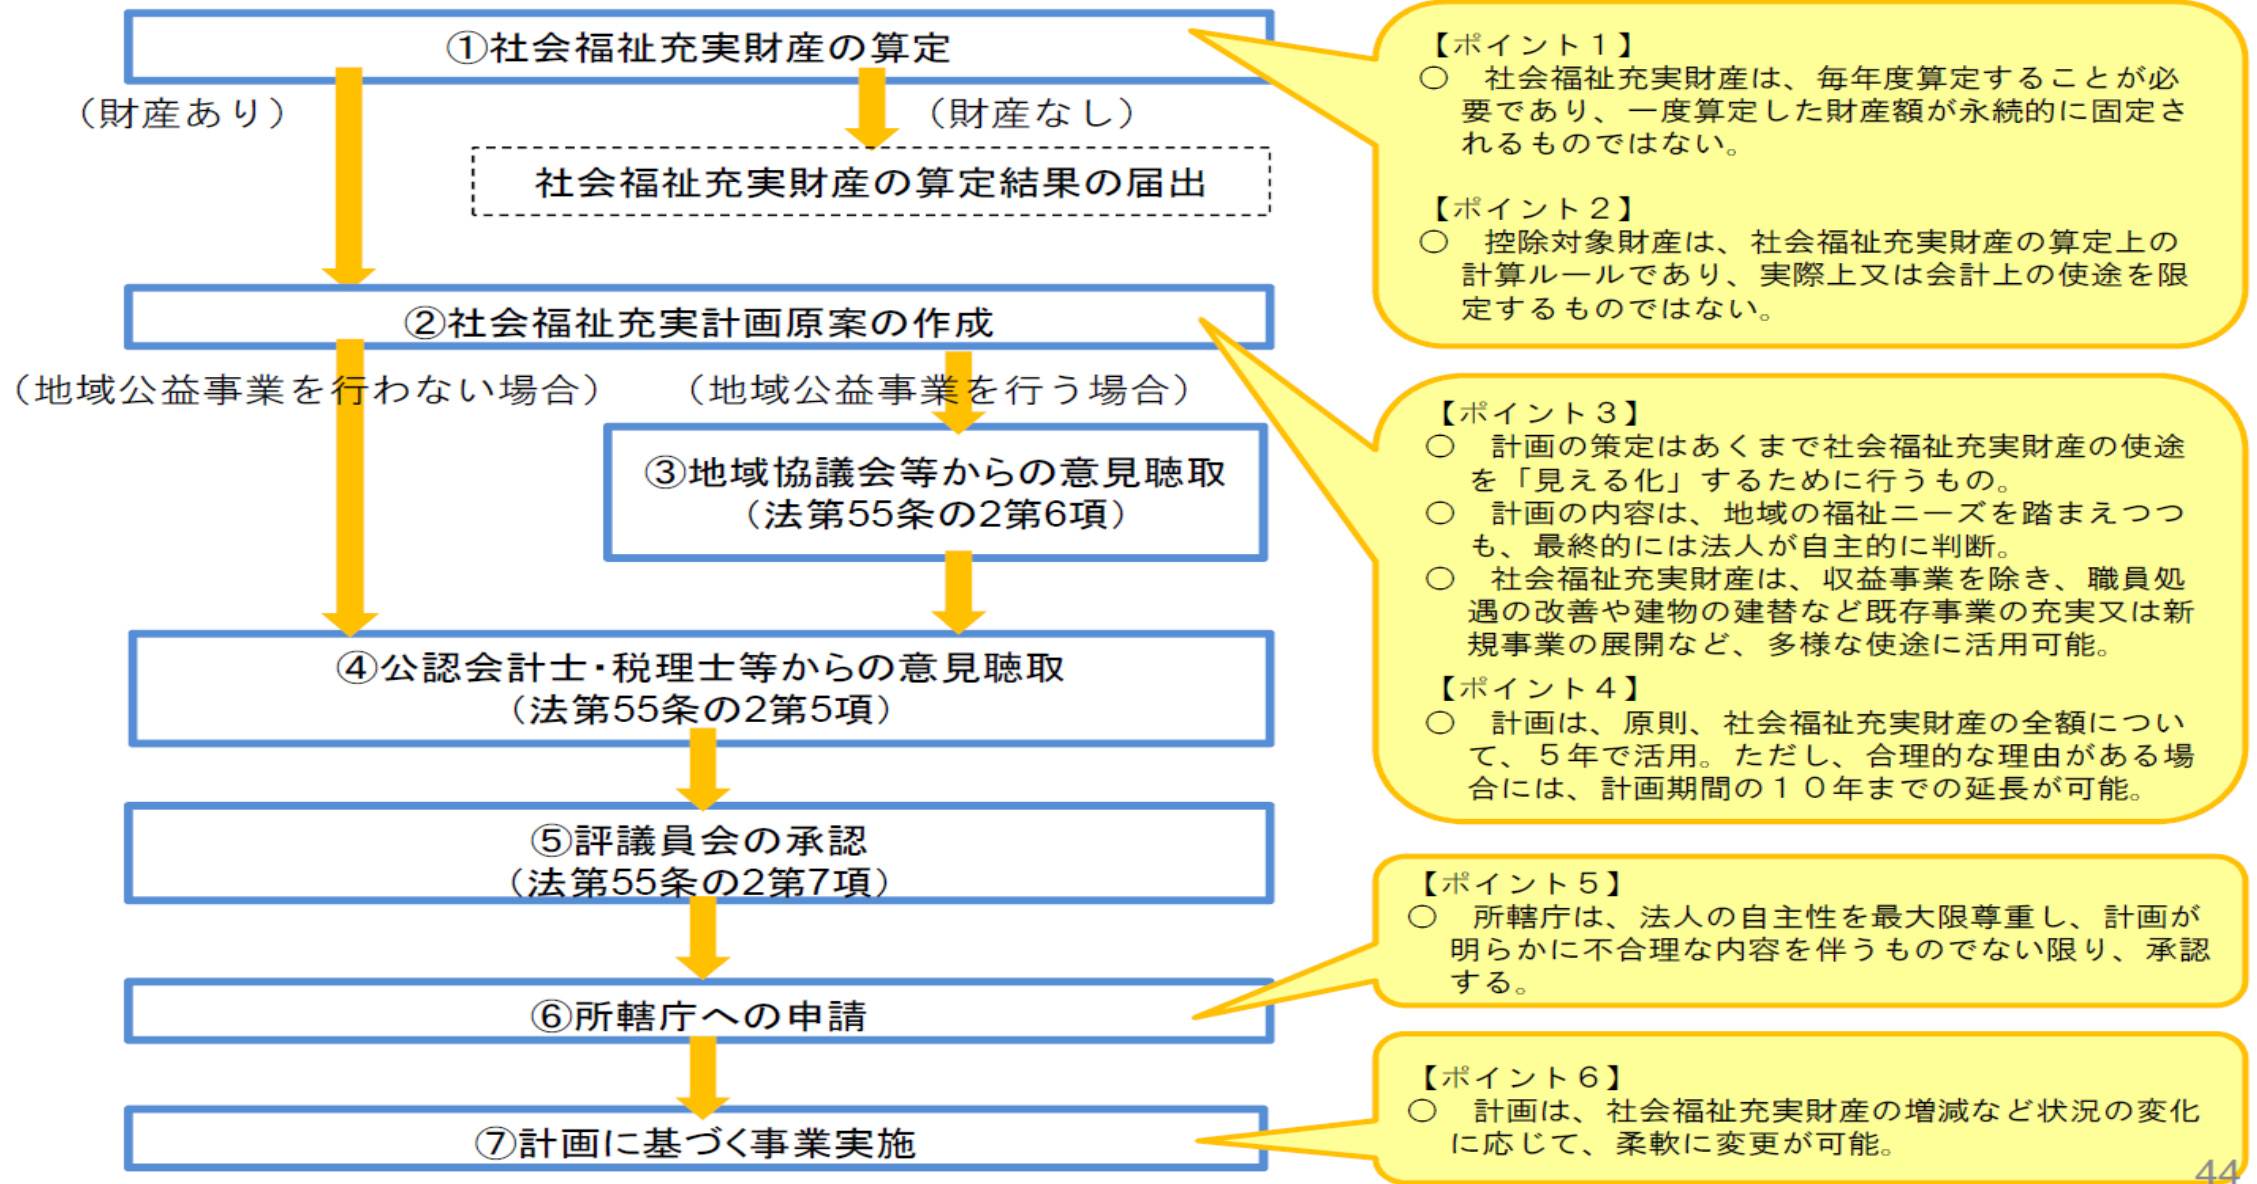 ①社会福祉充実財産の算定
（財産あり）
（財産なし）
社会福祉充実財産の算定結果の届出
②社会福祉充実計画原案の作成
（地域公益事業を行わない場合）
（地域公益事業を行う場合）
③地域協議会等からの意見聴取
（法第55条の2第6項）
④公認会計士・税理士等からの意見聴取
（法第55条の2第5項）
⑤評議員会の承認
（法第55条の2第7項）
⑥所轄庁への申請
⑦計画に基づく事業実施
【ポイント１】
○　社会福祉充実財産は、毎年度算定することが必
要であり、一度算定した財産額が永続的に固定さ
れるものではない。
【ポイント２】
○　控除対象財産は、社会福祉充実財産の算定上の
計算ルールであり、実際上又は会計上の使途を限
定するものではない。
【ポイント３】
○　計画の策定はあくまで社会福祉充実財産の使途
を「見える化」するために行うもの。
○　計画の内容は、地域の福祉ニーズを踏まえつつ
も、最終的には法人が自主的に判断。
○　社会福祉充実財産は、収益事業を除き、職員処
遇の改善や建物の建替など既存事業の充実又は新
規事業の展開など、多様な使途に活用可能。
【ポイント４】
○　計画は、原則、社会福祉充実財産の全額につい
て、５年で活用。ただし、合理的な理由がある場
合には、計画期間の１０年までの延長が可能。
【ポイント５】
○　所轄庁は、法人の自主性を最大限尊重し、計画が
明らかに不合理な内容を伴うものでない限り、承認
する。
【ポイント６】
○　計画は、社会福祉充実財産の増減など状況の変化
に応じて、柔軟に変更が可能。
44